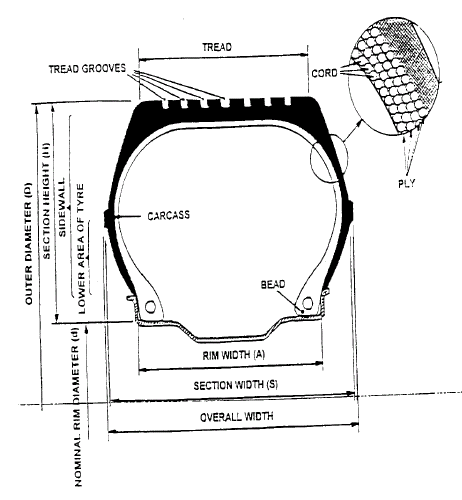 TREAD
TREAD GROOVES
CORD
PLY
OUTER DIAMETER (D)
SECTION HEIGHT (H)
SIDEWALL
LOWER AREA OF TYRE
CARCASS
BEAD
NOMINAL RIM DIAMETER (d)
RIM WIDTH (A)
SECTION WIDTH (S)
OVERALL WIDTH